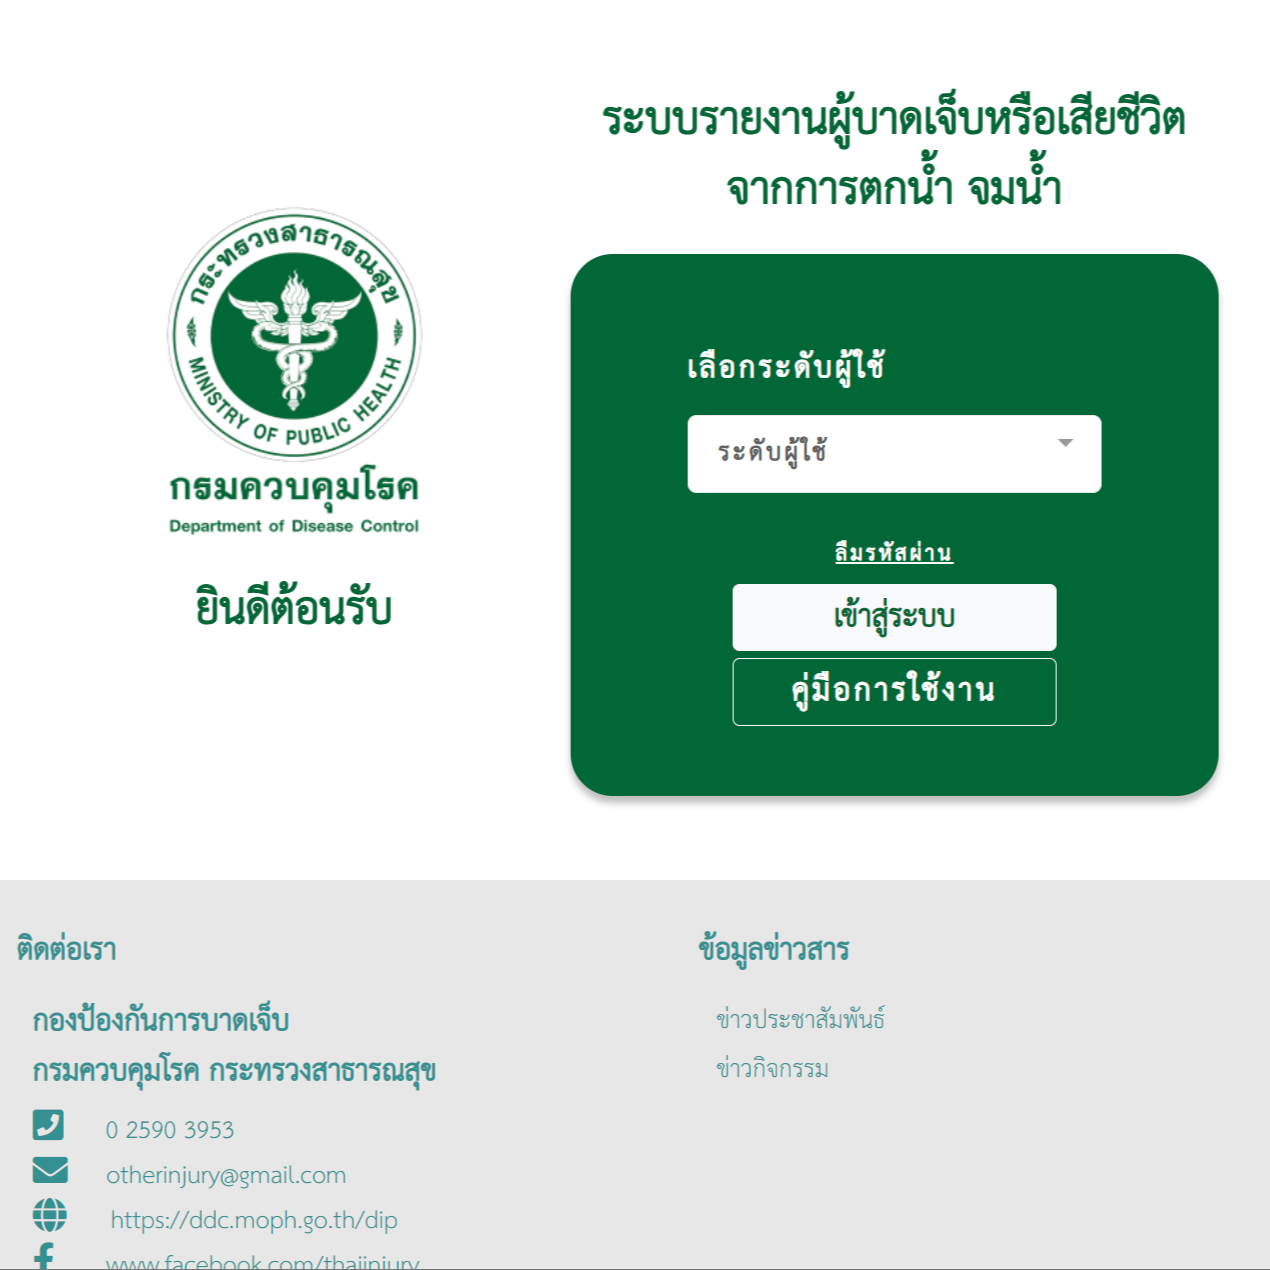 ระบบรายงานผู้บาดเจ็บหรือเสียชีวิต
จากการตกน้ำ จมน้ำ
กระทรวงสาธารณสุข
MINISTRY OF PUBLIC HEALTH
กรมควบคุมโรค
Department of Disease Control
ยินดีต้อนรับ
เลือกระดับผู้ใช้
ระดับผู้ใช้
ลืมรหัสผ่าน
เข้าสู่ระบบ
คู่มือการใช้งาน
ติดต่อเรา
กองป้องกันการบาดเจ็บ
กรมควบคุมโรค กระทรวงสาธารณสุข
0 2590 3953
otherinjury@gmail.com
https://ddc.moph.go.th/dip
www.facebook.com/thaiinjury
ข้อมูลข่าวสาร
ข่าวประชาสัมพันธ์
ข่าวกิจกรรม